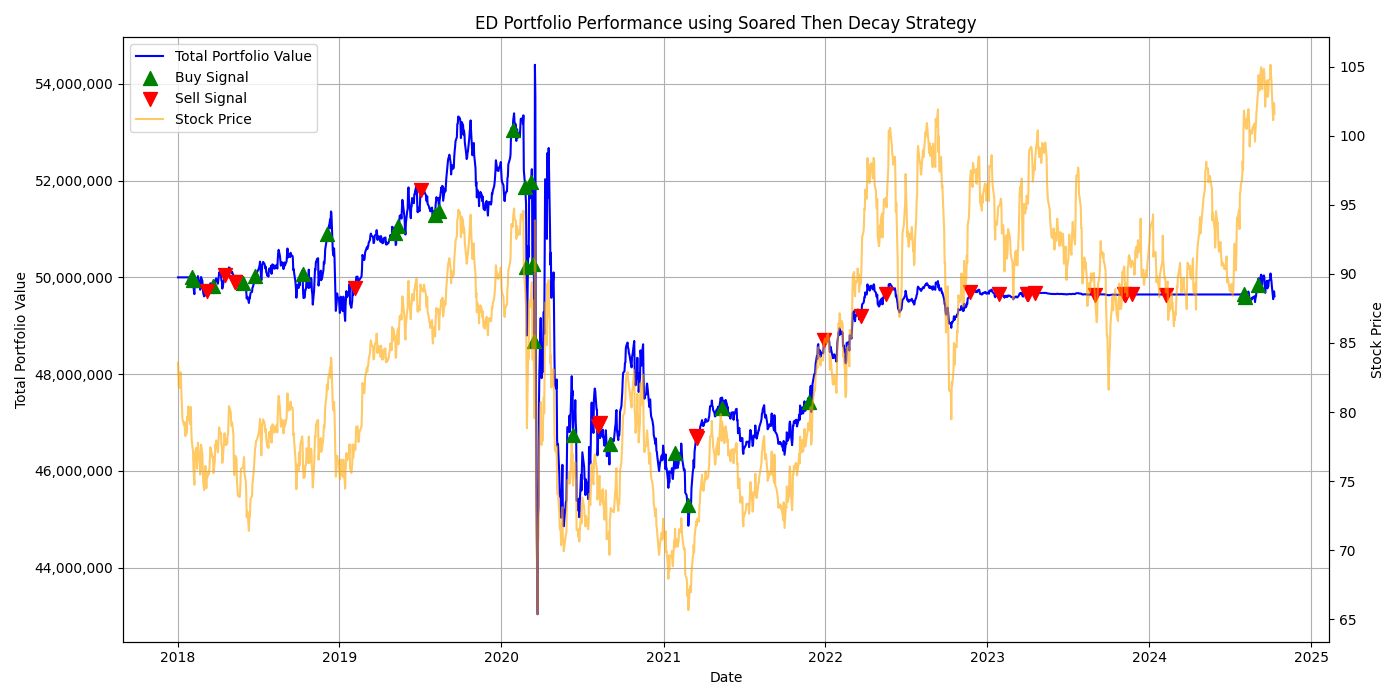 ED Portfolio Performance using Soared Then Decay Strategy
Total Portfolio Value
Buy Signal
Sell Signal
Stock Price
54,000,000
52,000,000
50,000,000
48,000,000
46,000,000
44,000,000
Total Portfolio Value
105
100
95
90
85
80
75
70
65
Stock Price
2018
2019
2020
2021
2022
2023
2024
2025
Date